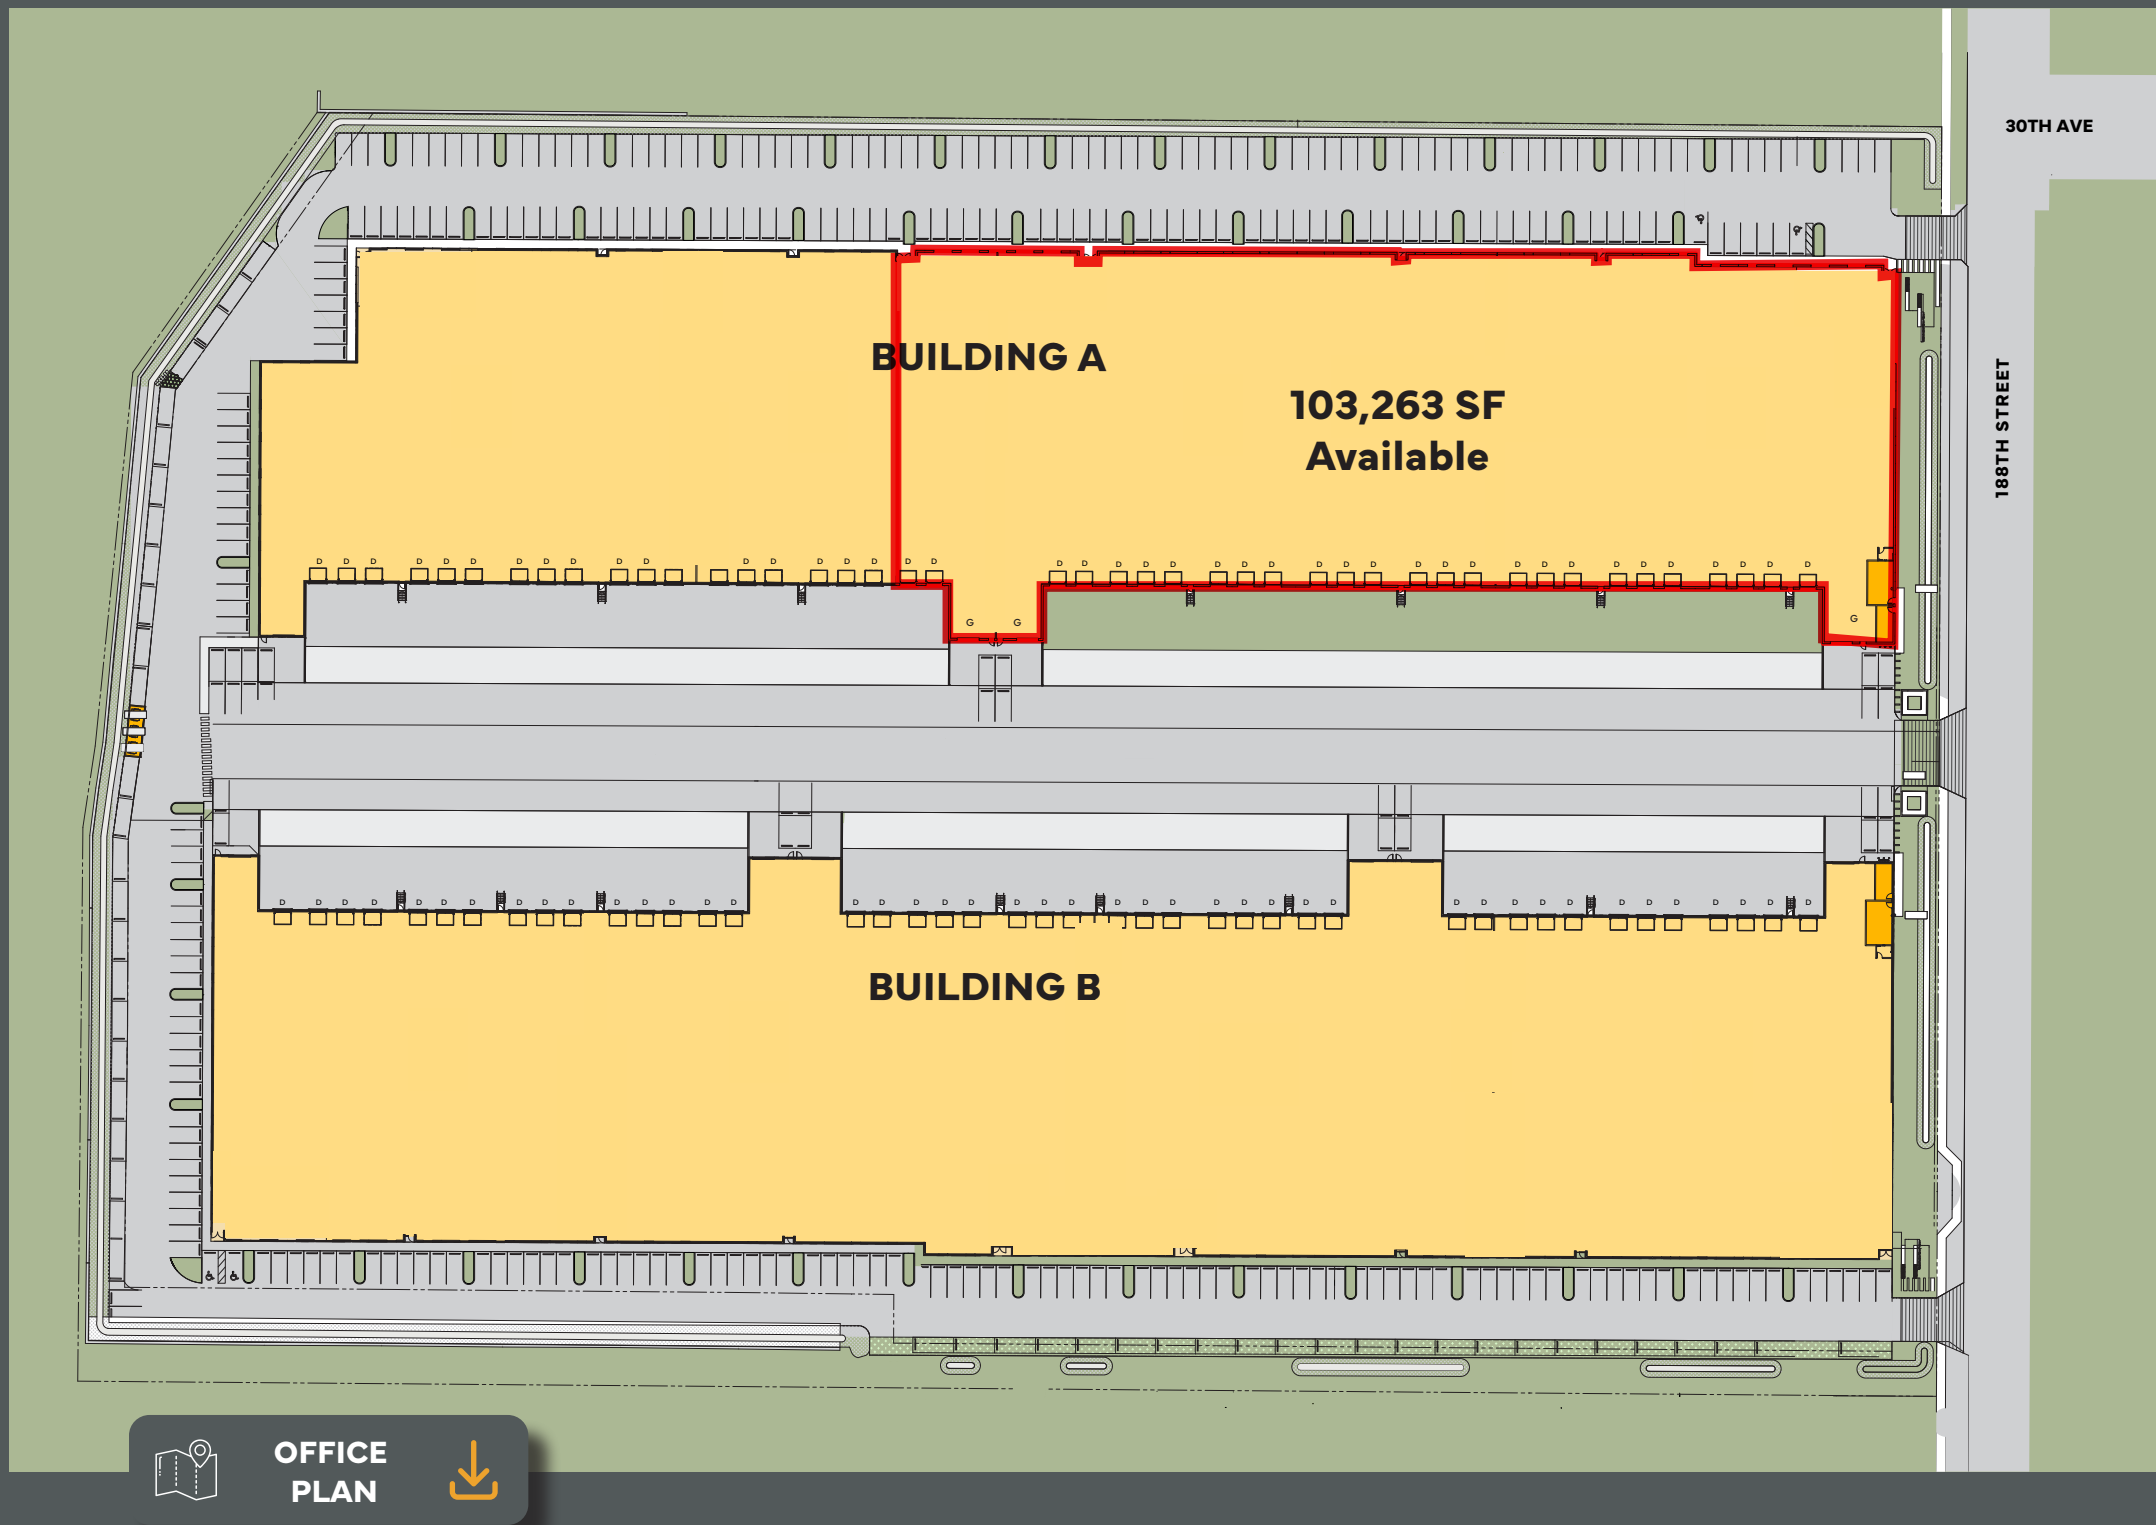 30TH AVE
188TH STREET
BUILDING A
103,263 SF
Available
D D D D D D D D D D D D D D D D D D D
D D D D D D D D D D D D D D D D D D D D D
G G G
D D D D D D D D D D D D D D D D D
D D D D D D D D D D D D D D D D
D D D D D D D D D D D D
BUILDING B
OFFICE
PLAN